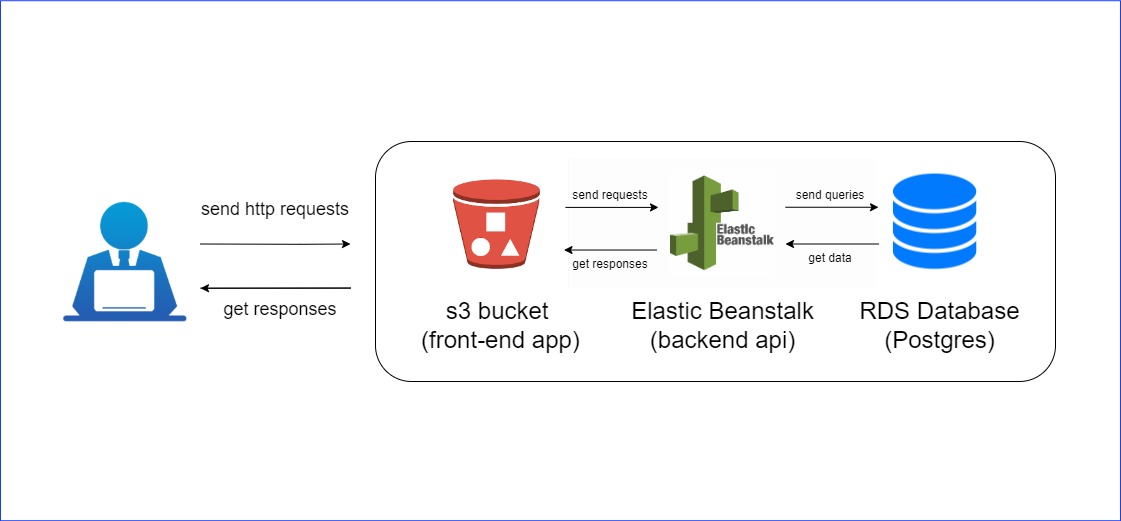 send http requests
get responses
send requests
get responses
Elastic
Beanstalk
send queries
get data
s3 bucket
(front-end app)
Elastic Beanstalk
(backend api)
RDS Database
(Postgres)